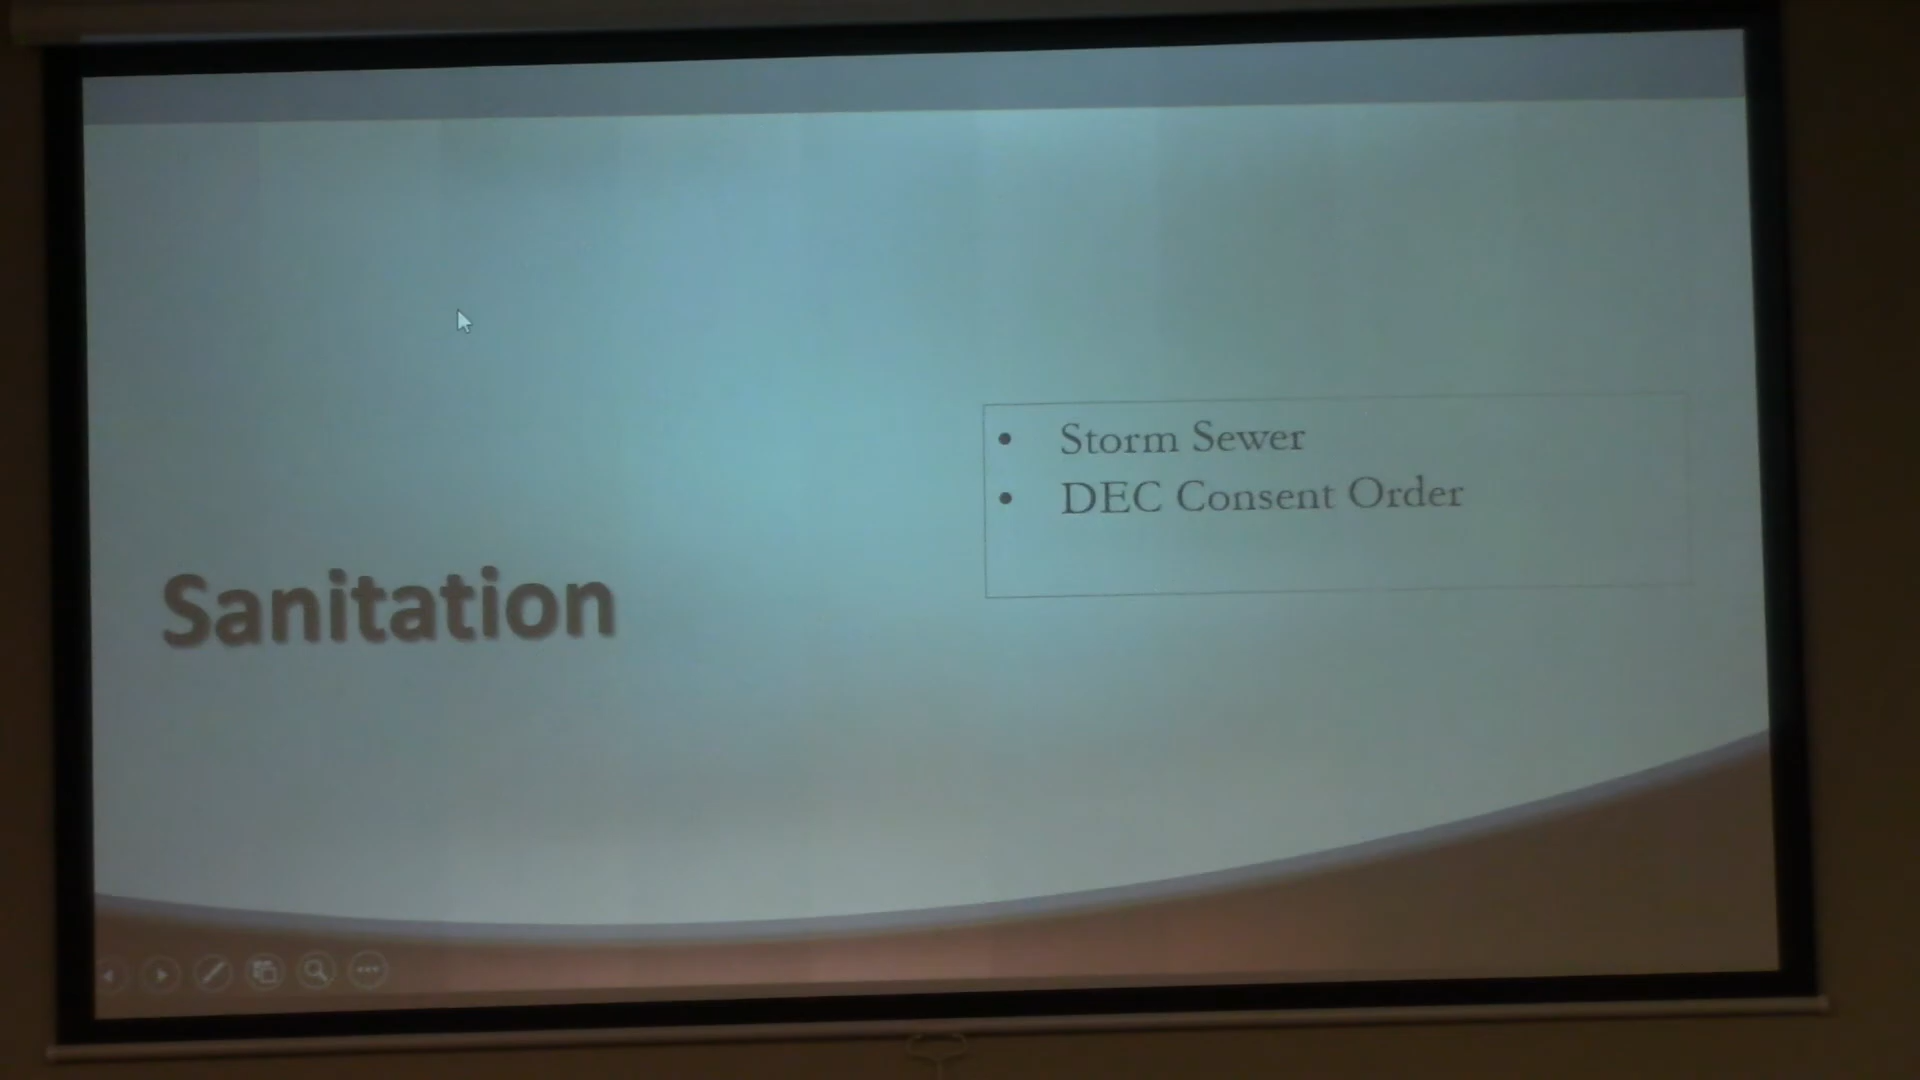 Sanitation
• Storm Sewer
• DEC Consent Order